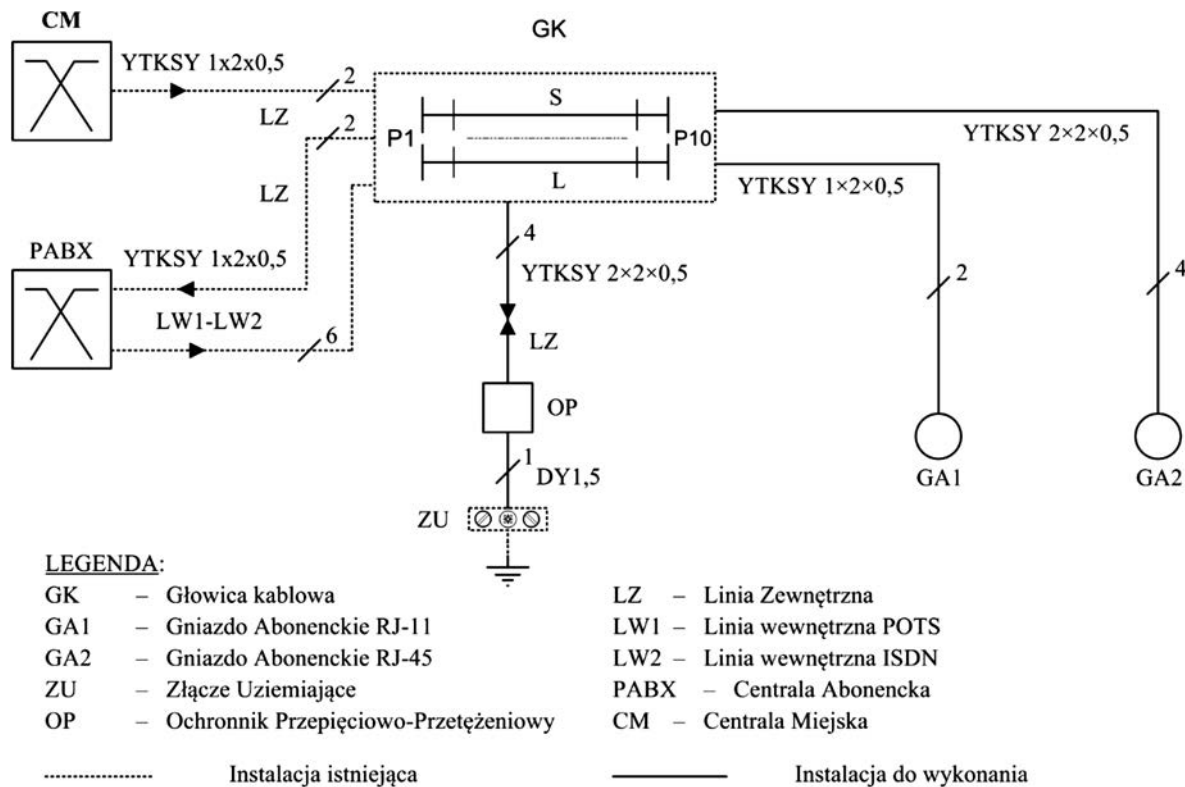 CM
GK
YTKSY 1x2x0,5
2
LZ
2
S
P1
P10
L
YTKSY 2×2×0,5
YTKSY 1×2×0,5
LZ
PABX
YTKSY 1x2x0,5
4
YTKSY 2×2×0,5
2
4
LW1-LW2
6
LZ
OP
1
DY1,5
GA1
GA2
ZU
LEGENDA:
GK – Głowica kablowa
GA1 – Gniazdo Abonenckie RJ-11
GA2 – Gniazdo Abonenckie RJ-45
ZU – Złącze Uziemiające
OP – Ochronnik Przepięciowo-Przetężeniowy
LZ – Linia Zewnętrzna
LW1 – Linia wewnętrzna POTS
LW2 – Linia wewnętrzna ISDN
PABX – Centrala Abonencka
CM – Centrala Miejska
Instalacja istniejąca
Instalacja do wykonania